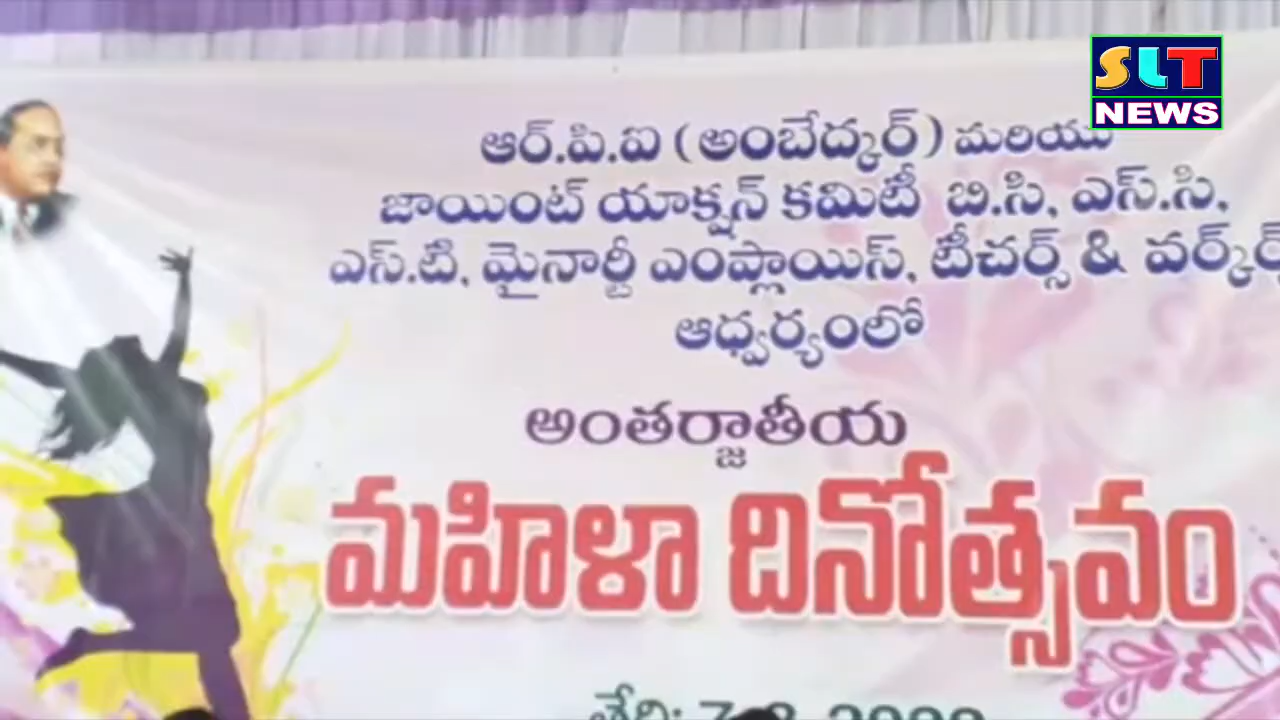 SLT
NEWS
ఆర్.పి.ఐ (అంబేద్కర్) మరియు
జాయింట్ యాక్షన్ కమిటీ బి.సి, ఎస్.సి,
ఎస్.టి, మైనార్టీ ఎంప్లాయిస్, టీచర్స్ & వర్కర్స్
ఆధ్వర్యంలో
అంతర్జాతీయ
మహిళా దినోత్సవం
తేది: